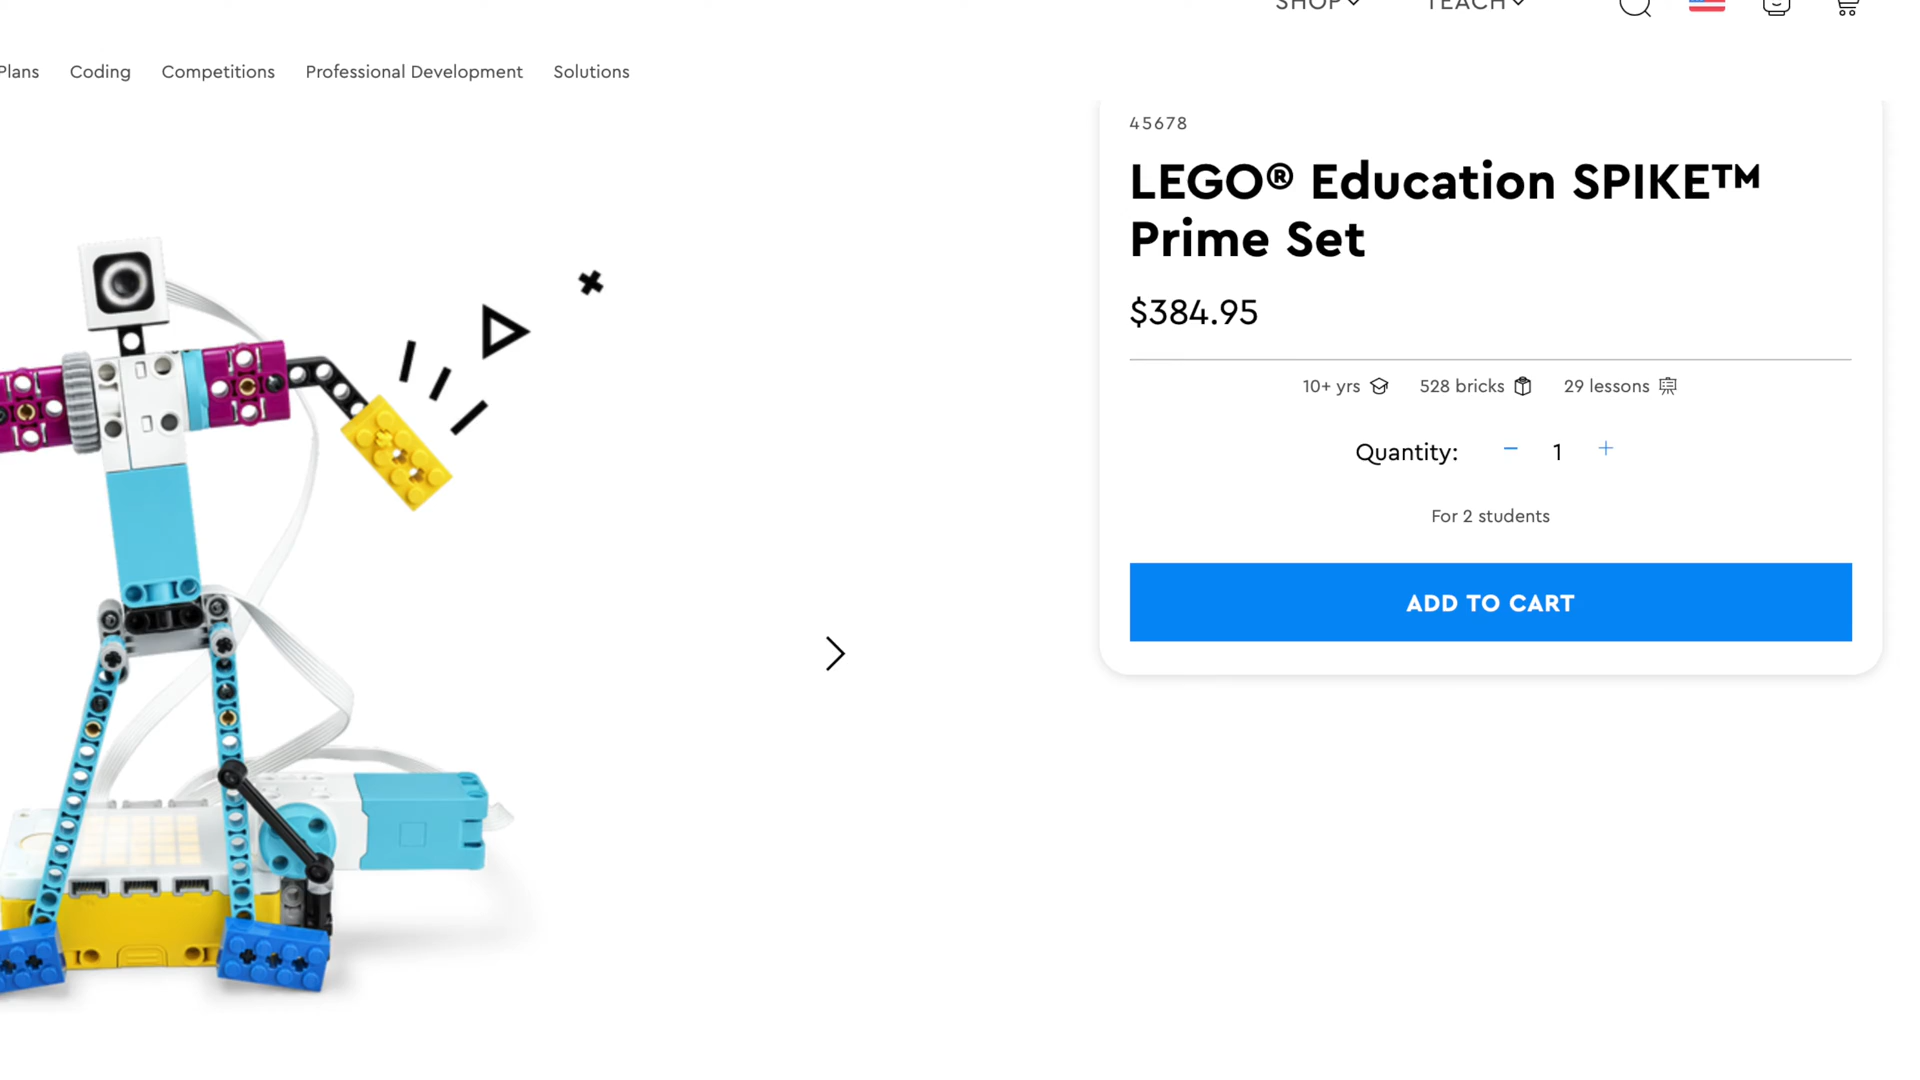 SHOP TEACH
Plans Coding Competitions Professional Development Solutions
45678
LEGO® Education SPIKE™
Prime Set
$384.95
10+ yrs 528 bricks 29 lessons
Quantity: − 1 +
For 2 students
ADD TO CART